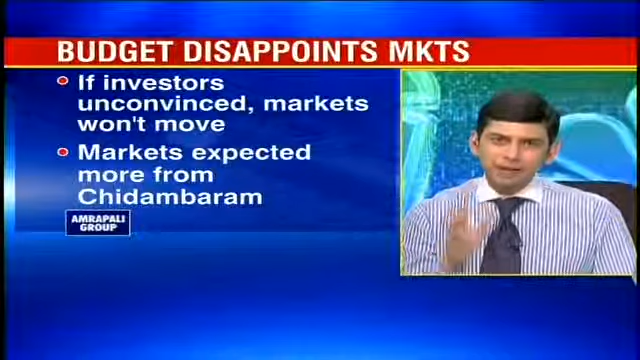 BUDGET DISAPPOINTS MKTS
If investors
unconvinced, markets
won't move
Markets expected
more from
Chidambaram
AMRAPALI
GROUP